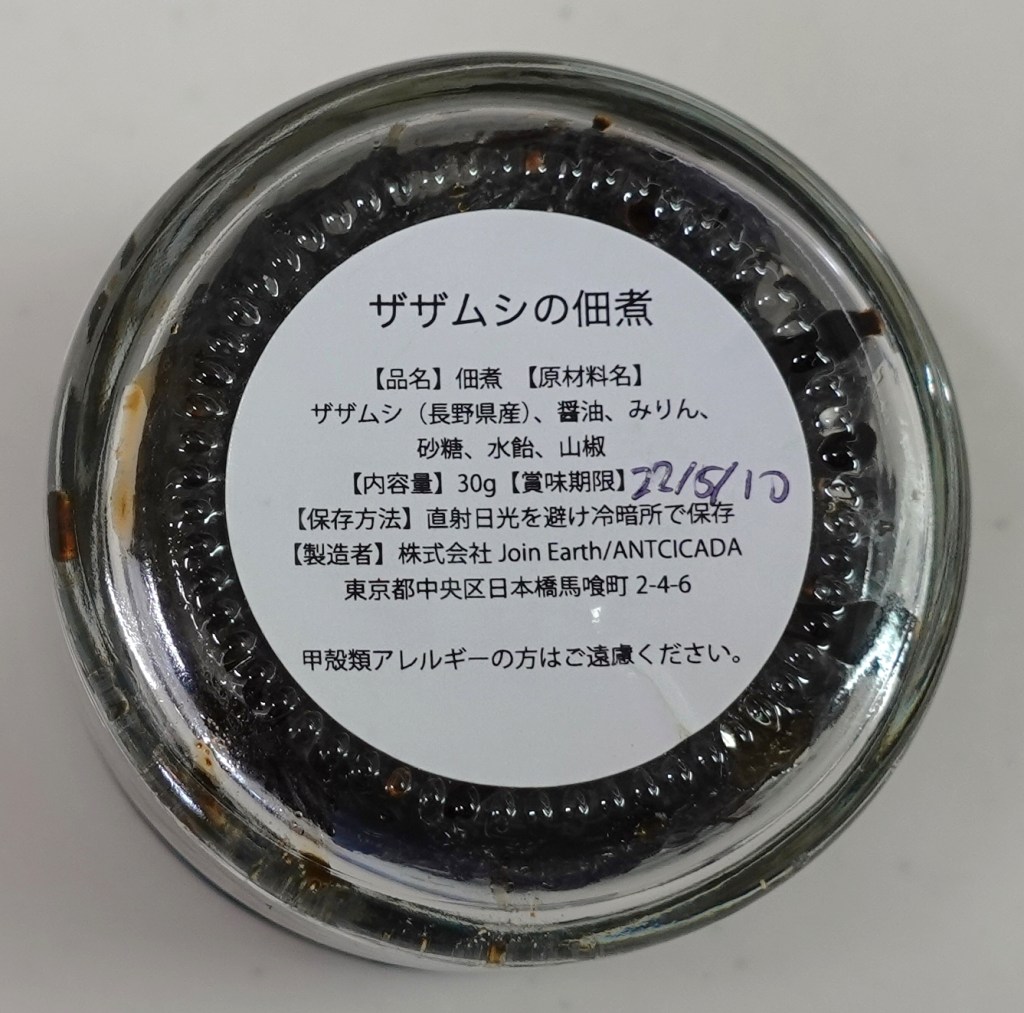 ザザムシの佃煮
【品名】佃煮 【原材料名】
ザザムシ（長野県産）、醤油、みりん、
砂糖、水飴、山椒
【内容量】30g【賞味期限】22/5/10
【保存方法】直射日光を避け冷暗所で保存
【製造者】株式会社 Join Earth/ANTCICADA
東京都中央区日本橋馬喰町 2-4-6
甲殻類アレルギーの方はご遠慮ください。